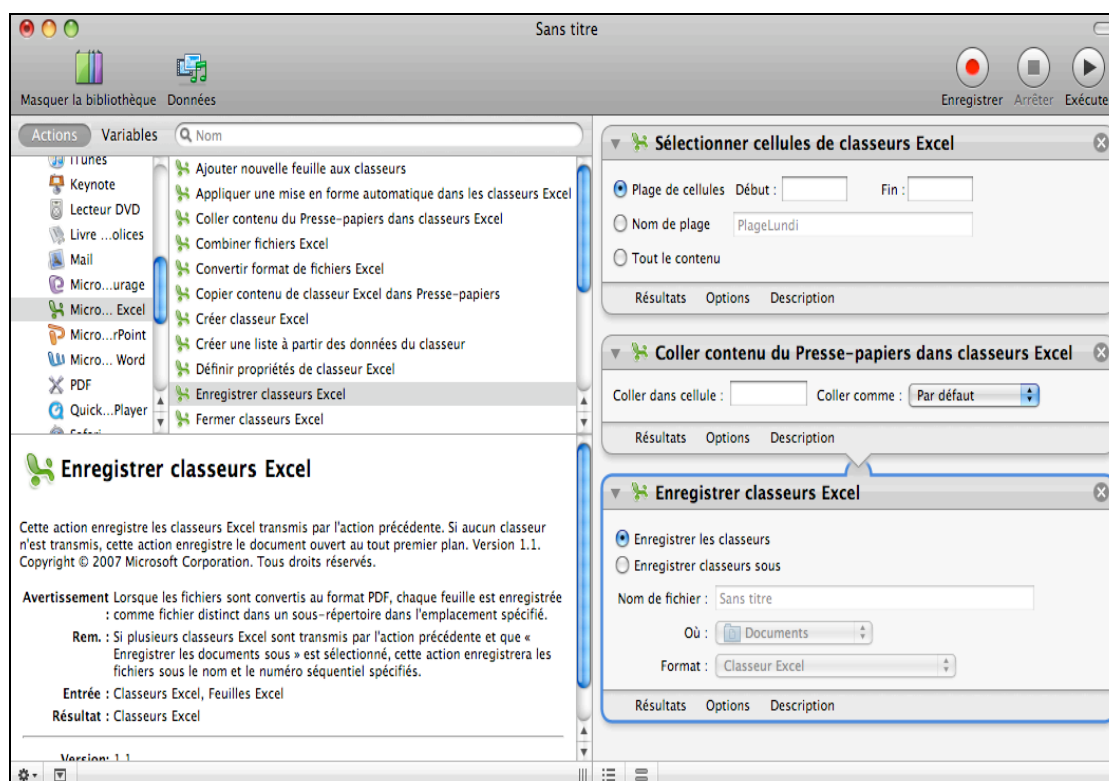 Sans titre
Masquer la bibliothèque
Données
Enregistrer
Arrêter
Exécute
Actions
Variables
Nom
iTunes
Keynote
Lecteur DVD
Livre ...olices
Mail
Micro...urage
Micro... Excel
Micro...rPoint
Micro... Word
PDF
Quick...Player
Safari
Ajouter nouvelle feuille aux classeurs
Appliquer une mise en forme automatique dans les classeurs Excel
Coller contenu du Presse-papiers dans classeurs Excel
Combiner fichiers Excel
Convertir format de fichiers Excel
Copier contenu de classeur Excel dans Presse-papiers
Créer classeur Excel
Créer une liste à partir des données du classeur
Définir propriétés de classeur Excel
Enregistrer classeurs Excel
Fermer classeurs Excel
Enregistrer classeurs Excel
Cette action enregistre les classeurs Excel transmis par l'action précédente. Si aucun classeur
n'est transmis, cette action enregistre le document ouvert au tout premier plan. Version 1.1.
Copyright © 2007 Microsoft Corporation. Tous droits réservés.
Avertissement Lorsque les fichiers sont convertis au format PDF, chaque feuille est enregistrée
: comme fichier distinct dans un sous-répertoire dans l'emplacement spécifié.
Rem. : Si plusieurs classeurs Excel sont transmis par l'action précédente et que «
Enregistrer les documents sous » est sélectionné, cette action enregistrera les
fichiers sous le nom et le numéro séquentiel spécifiés.
Entrée : Classeurs Excel, Feuilles Excel
Résultat : Classeurs Excel
Version: 1.1
Sélectionner cellules de classeurs Excel
Plage de cellules Début : Fin :
Nom de plage PlageLundi
Tout le contenu
Résultats Options Description
Coller contenu du Presse-papiers dans classeurs Excel
Coller dans cellule : Coller comme : Par défaut
Résultats Options Description
Enregistrer classeurs Excel
Enregistrer les classeurs
Enregistrer classeurs sous
Nom de fichier : Sans titre
Où : Documents
Format : Classeur Excel
Résultats Options Description